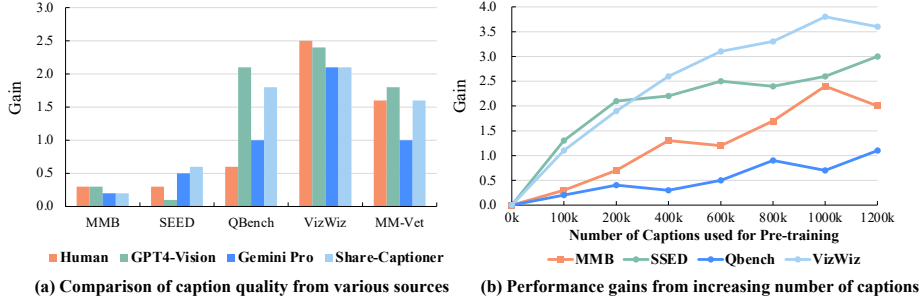 3.0
2.5
2.0
1.5
1.0
0.5
0.0
Gain
MMB SEED QBench VizWiz MM-Vet
Human GPT4-Vision Gemini Pro Share-Captioner
(a) Comparison of caption quality from various sources
4.0
3.5
3.0
2.5
2.0
1.5
1.0
0.5
0.0
Gain
0k 100k 200k 400k 600k 800k 1000k 1200k
Number of Captions used for Pre-training
MMB SSED Qbench VizWiz
(b) Performance gains from increasing number of captions